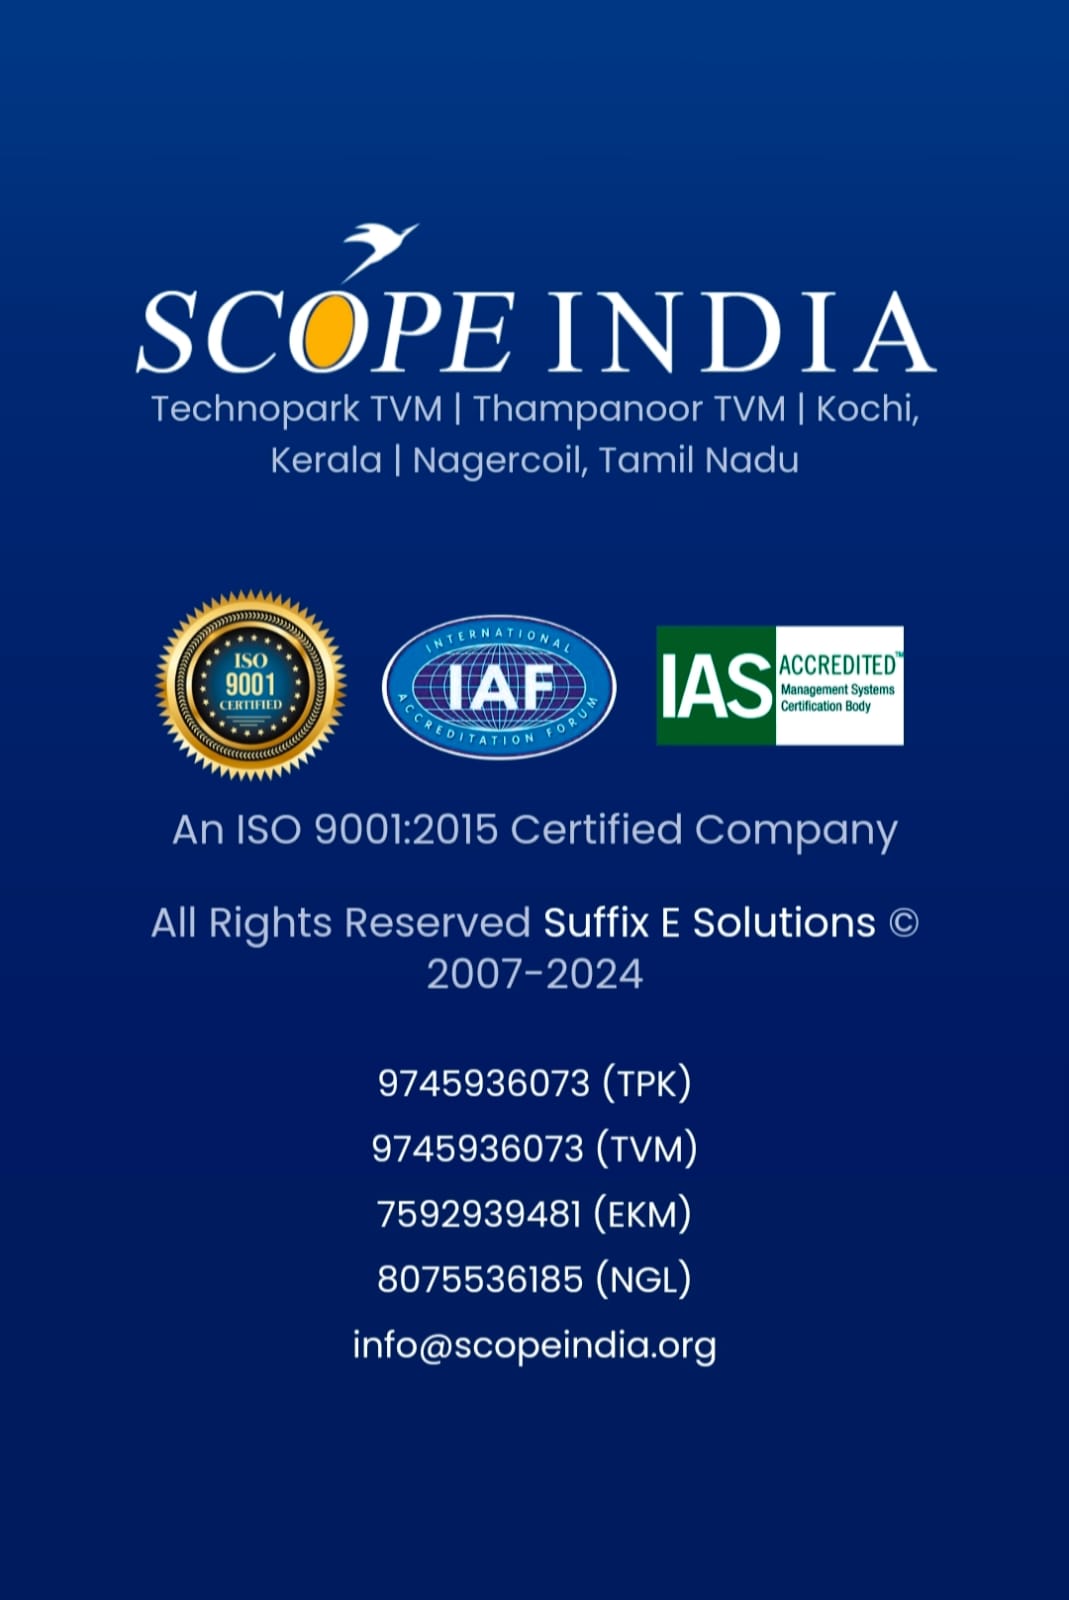 SCOPE INDIA
Technopark TVM | Thampanoor TVM | Kochi,
Kerala | Nagercoil, Tamil Nadu
ISO
9001
CERTIFIED
INTERNATIONAL
IAF
ACCREDITATION FORUM
IAS
ACCREDITED™
Management Systems
Certification Body
An ISO 9001:2015 Certified Company
All Rights Reserved Suffix E Solutions ©
2007-2024
9745936073 (TPK)
9745936073 (TVM)
7592939481 (EKM)
8075536185 (NGL)
info@scopeindia.org